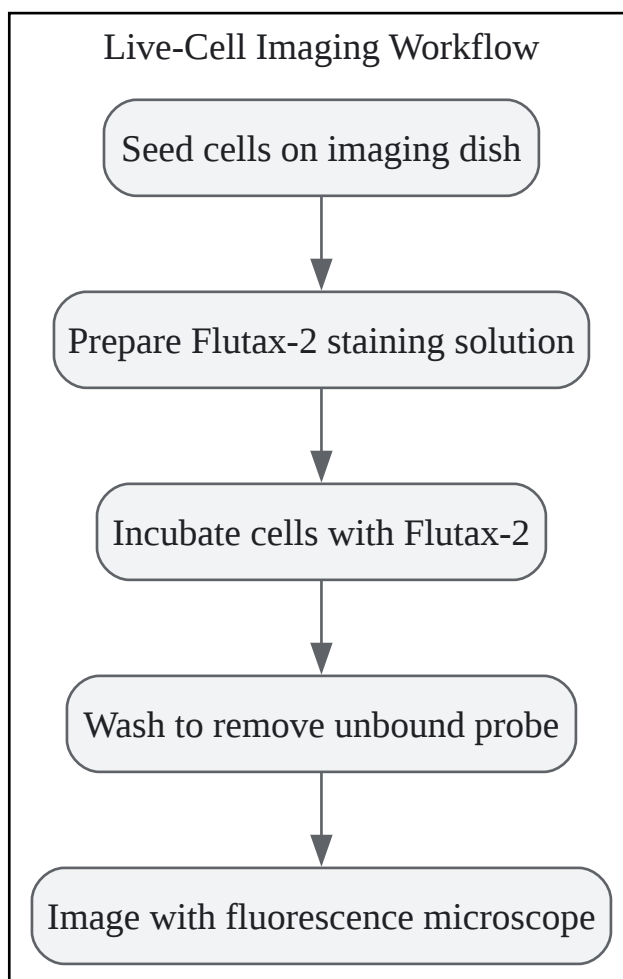 Live-Cell Imaging Workflow
Seed cells on imaging dish
Prepare Flutax-2 staining solution
Incubate cells with Flutax-2
Wash to remove unbound probe
Image with fluorescence microscope